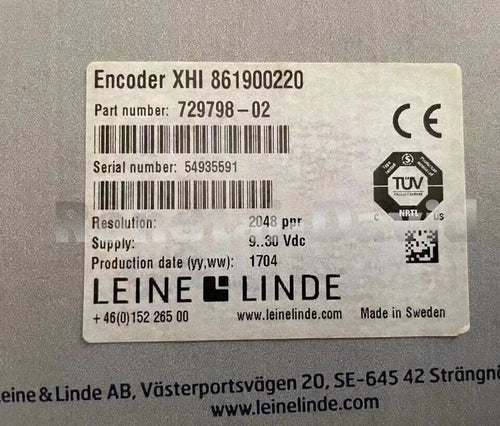 Encoder XHI 861900220
Part number: 729798-02
Serial number: 54935591
CE
TÜV
PRODUCT SERVICE
NRTL
C US
Resolution: 2048 ppr
Supply: 9..30 Vdc
Production date (yy,ww): 1704
LEINE LINDE
+46(0)152 265 00 www.leinelinde.com Made in Sweden
eine & Linde AB, Västerportsvägen 20, SE-645 42 Strängnä
www.leinelinde.com